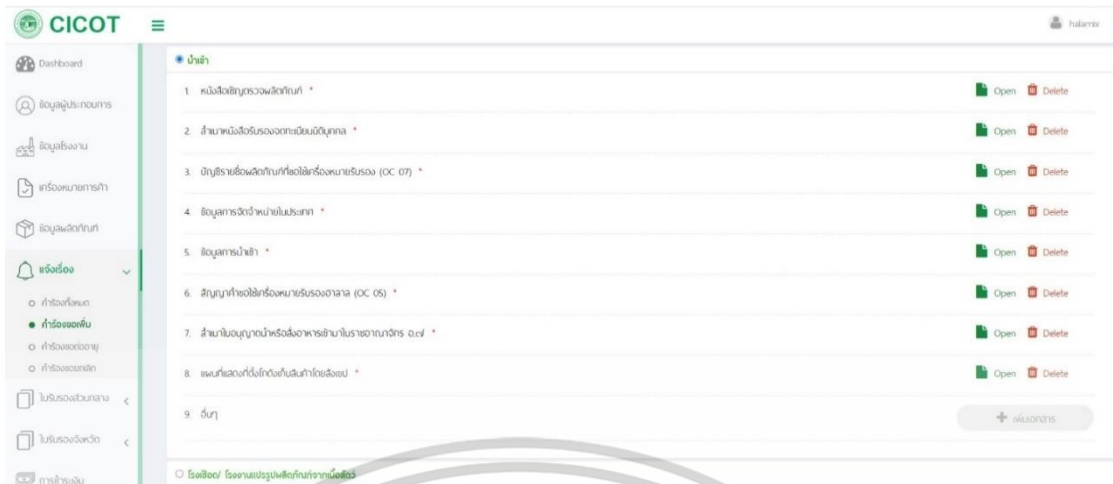 CICOT
halamix
Dashboard
ข้อมูลผู้ประกอบการ
ข้อมูลโรงงาน
เครื่องหมายการค้า
ข้อมูลผลิตภัณฑ์
แจ้งเรื่อง
คำร้องทั้งหมด
คำร้องขอเพิ่ม
คำร้องขอต่ออายุ
คำร้องขอยกเลิก
ใบรับรองส่วนกลาง
ใบรับรองจังหวัด
การชำระเงิน
นำเข้า
1. หนังสือเชิญตรวจผลิตภัณฑ์ * Open Delete
2. สำเนาหนังสือรับรองจดทะเบียนนิติบุคคล * Open Delete
3. บัญชีรายชื่อผลิตภัณฑ์ที่ขอใช้เครื่องหมายรับรอง (OC 07) * Open Delete
4. ข้อมูลการจัดจำหน่ายในประเทศ * Open Delete
5. ข้อมูลการนำเข้า * Open Delete
6. สัญญาคำขอใช้เครื่องหมายรับรองฮาลาล (OC 05) * Open Delete
7. สำเนาใบอนุญาตนำหรือสั่งอาหารเข้ามาในราชอาณาจักร อ.๗ * Open Delete
8. แผนที่แสดงที่ตั้งโกดังเก็บสินค้าโดยสังเขป * Open Delete
9. อื่นๆ + เพิ่มเอกสาร
โรงเชือด/ โรงงานแปรรูปผลิตภัณฑ์จากเนื้อสัตว์